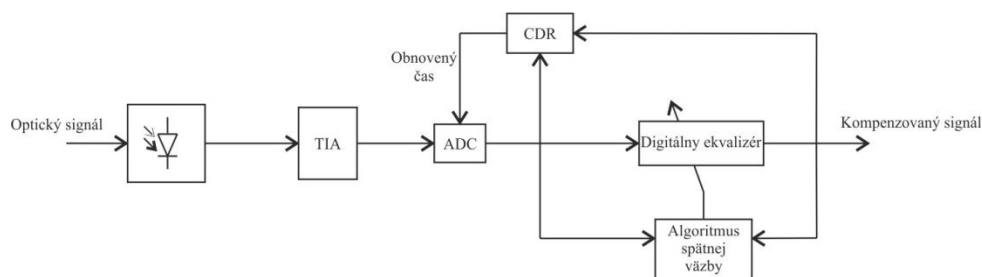 CDR
Obnovený
čas
Optický signál
TIA
ADC
Digitálny ekvalizér
Kompenzovaný signál
Algoritmus
spätnej
väzby